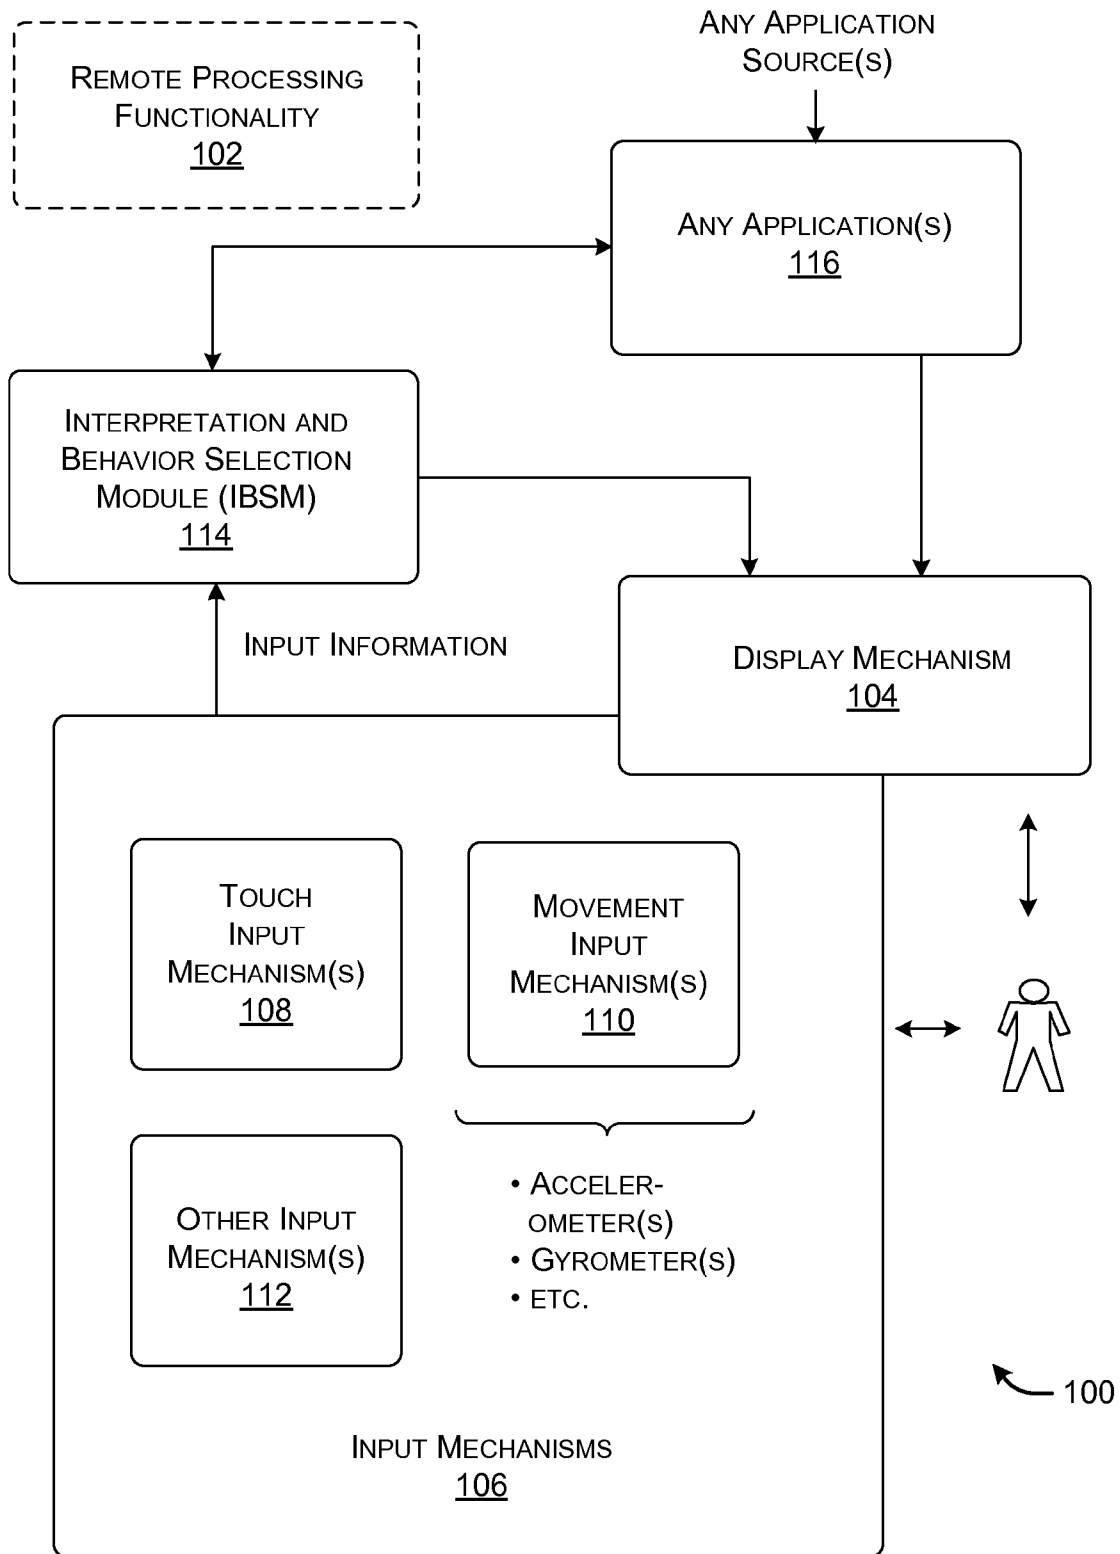 REMOTE PROCESSING
FUNCTIONALITY
102
ANY APPLICATION
SOURCE(S)
ANY APPLICATION(S)
116
INTERPRETATION AND
BEHAVIOR SELECTION
MODULE (IBSM)
114
INPUT INFORMATION
DISPLAY MECHANISM
104
TOUCH
INPUT
MECHANISM(S)
108
MOVEMENT
INPUT
MECHANISM(S)
110
OTHER INPUT
MECHANISM(S)
112
• ACCELER-
OMETER(S)
• GYROMETER(S)
• ETC.
100
INPUT MECHANISMS
106